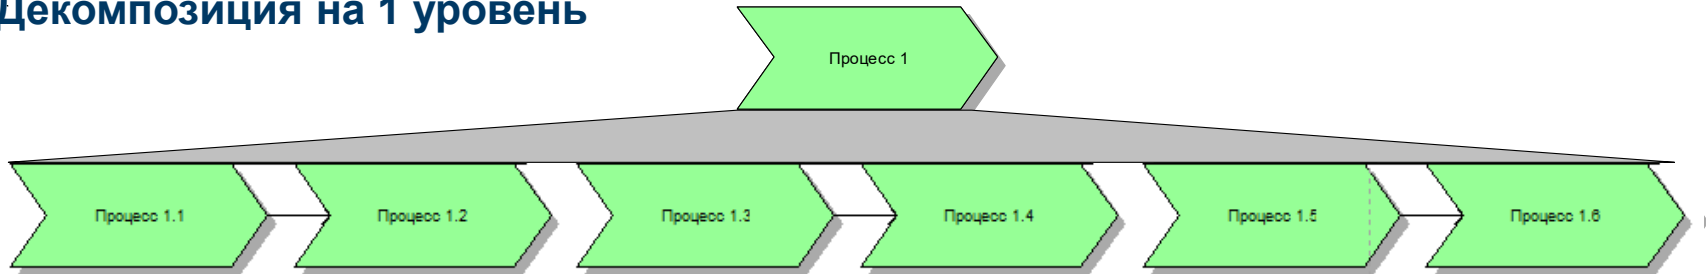 Декомпозиция на 1 уровень
Процесс 1
Процесс 1.1
Процесс 1.2
Процесс 1.3
Процесс 1.4
Процесс 1.5
Процесс 1.6